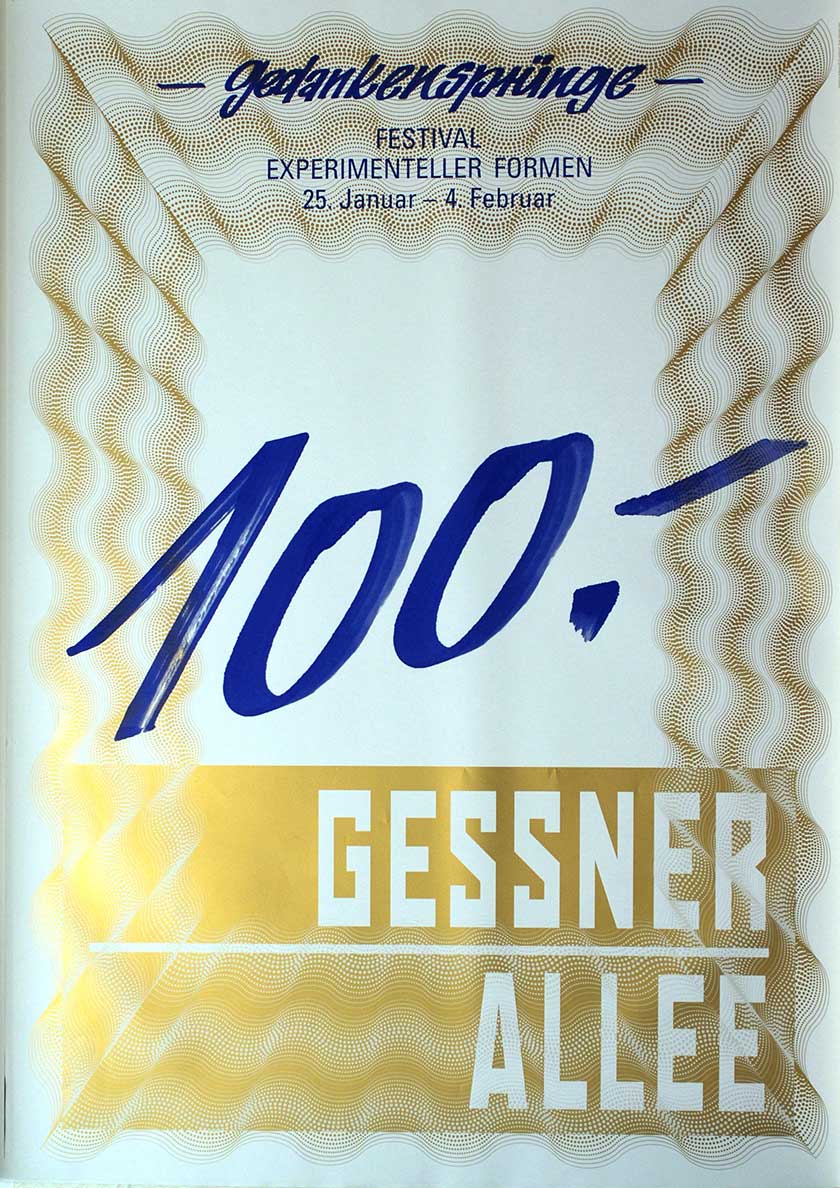 – gedankensprünge –
FESTIVAL
EXPERIMENTELLER FORMEN
25. Januar – 4. Februar
100.–
GESSNER
ALLEE